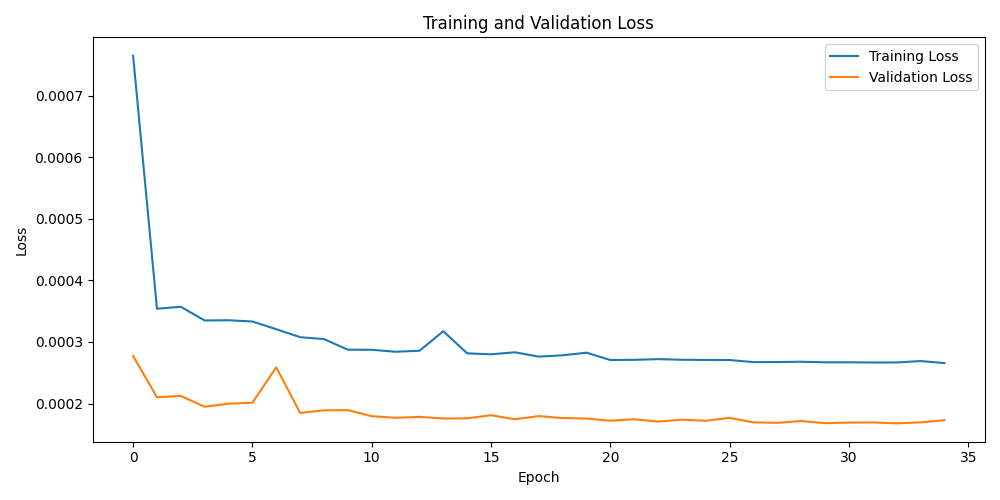 Training and Validation Loss
Training Loss
Validation Loss
Loss
0.0007
0.0006
0.0005
0.0004
0.0003
0.0002
0 5 10 15 20 25 30 35
Epoch